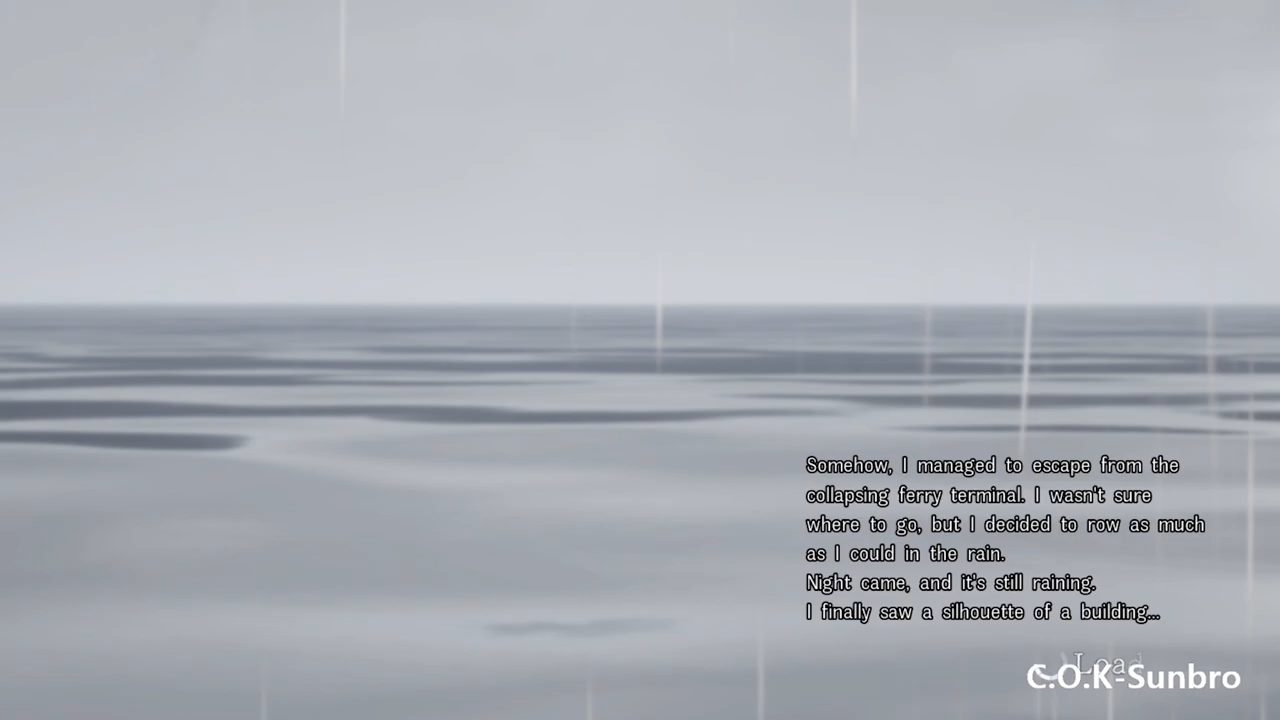 Somehow, I managed to escape from the
collapsing ferry terminal. I wasn't sure
where to go, but I decided to row as much
as I could in the rain.
Night came, and it's still raining.
I finally saw a silhouette of a building...
Load
C.O.K-Sunbro